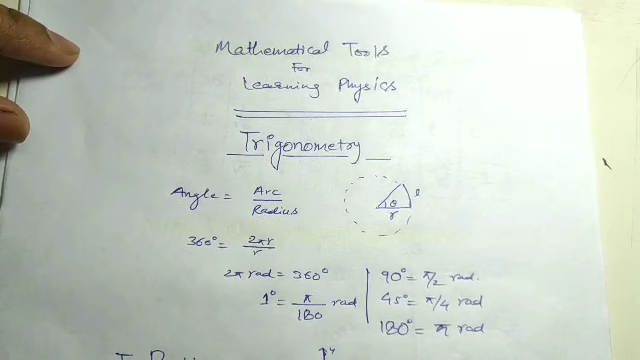 Mathematical Tools
For
Learning Physics
Trigonometry
Angle = Arc / Radius
θ
l
r
360° = 2πr / r
2π rad = 360°
1° = π / 180 rad
90° = π/2 rad.
45° = π/4 rad
180° = π rad